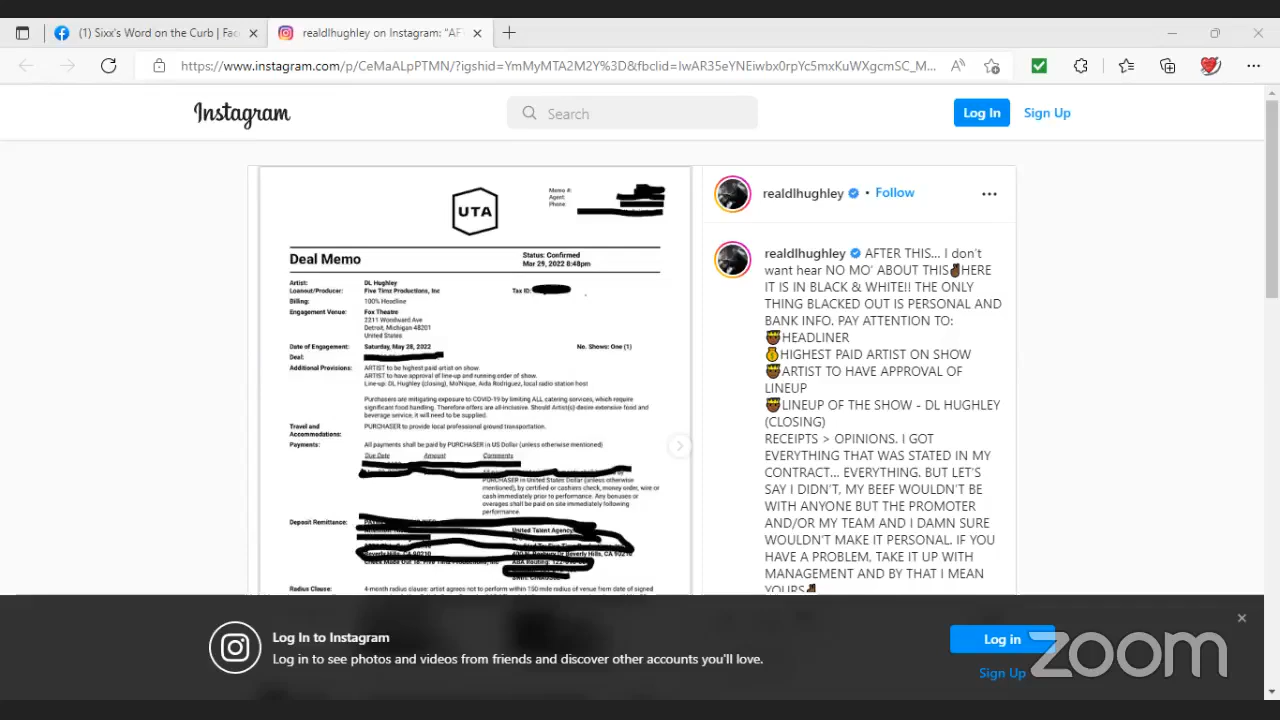 (1) Sixx's Word on the Curb | Fac
realdlhughley on Instagram: "AF
https://www.instagram.com/p/CeMaALpPTMN/?igshid=YmMyMTA2M2Y%3D&fbclid=IwAR35eYNEiwbx0rpYc5mxKuWXgcmSC_M...
Instagram
Search
Log In
Sign Up
UTA
Memo #:
Agent
Phone:
Deal Memo
Status: Confirmed
Mar 29, 2022 8:48pm
Artist: DL Hughley
Loanout/Producer: Five Timz Productions, Inc
Tax ID:
Billing: 100% Headline
Engagement Venue: Fox Theatre
2211 Woodward Ave
Detroit, Michigan 48201
United States
Date of Engagement: Saturday, May 28, 2022
No. Shows: One (1)
Deal:
Additional Provisions: ARTIST to be highest paid artist on show.
ARTIST to have approval of line-up and running order of show.
Line-up: DL Hughley (closing), Mo'Nique, Aida Rodriguez, local radio station host
Purchasers are mitigating exposure to COVID-19 by limiting ALL catering services, which require
significant food handling. Therefore offers are all-inclusive. Should Artist(s) desire extensive food and
beverage service, it will need to be supplied.
Travel and
Accommodations: PURCHASER to provide local professional ground transportation.
Payments: All payments shall be paid by PURCHASER in US Dollar (unless otherwise mentioned)
Due Date Amount Comments
PURCHASER in United States Dollar (unless otherwise
mentioned), by certified or cashiers check, money order, wire or
cash immediately prior to performance. Any bonuses or
overages shall be paid on site immediately following
performance.
Deposit Remittance:
United Talent Agency
Beverly Hills, CA 90210
Radius Clause: 4-month radius clause: artist agrees not to perform within 150 mile radius of venue from date of signed
realdlhughley • Follow
realdlhughley AFTER THIS... I don't
want hear NO MO' ABOUT THIS✊🏿HERE
IT IS IN BLACK & WHITE!! THE ONLY
THING BLACKED OUT IS PERSONAL AND
BANK INFO. PAY ATTENTION TO:
HEADLINER
HIGHEST PAID ARTIST ON SHOW
ARTIST TO HAVE APPROVAL OF
LINEUP
LINEUP OF THE SHOW - DL HUGHLEY
(CLOSING)
RECEIPTS > OPINIONS. I GOT
EVERYTHING THAT WAS STATED IN MY
CONTRACT... EVERYTHING. BUT LET'S
SAY I DIDN'T, MY BEEF WOULDN'T BE
WITH ANYONE BUT THE PROMOTER
AND/OR MY TEAM AND I DAMN SURE
WOULDN'T MAKE IT PERSONAL. IF YOU
HAVE A PROBLEM, TAKE IT UP WITH
MANAGEMENT AND BY THAT I MEAN
YOURS
Log In to Instagram
Log in to see photos and videos from friends and discover other accounts you'll love.
Log in
Sign Up
zoom